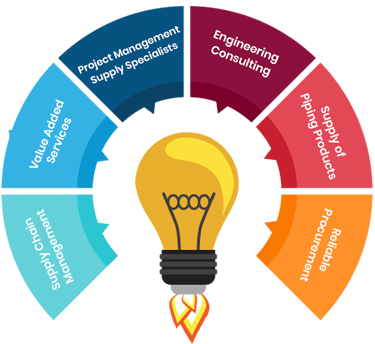 Supply Chain
Management
Value Added
Services
Project Management
Supply Specialists
Engineering
Consulting
Supply of
Piping Products
Reliable
Procurement